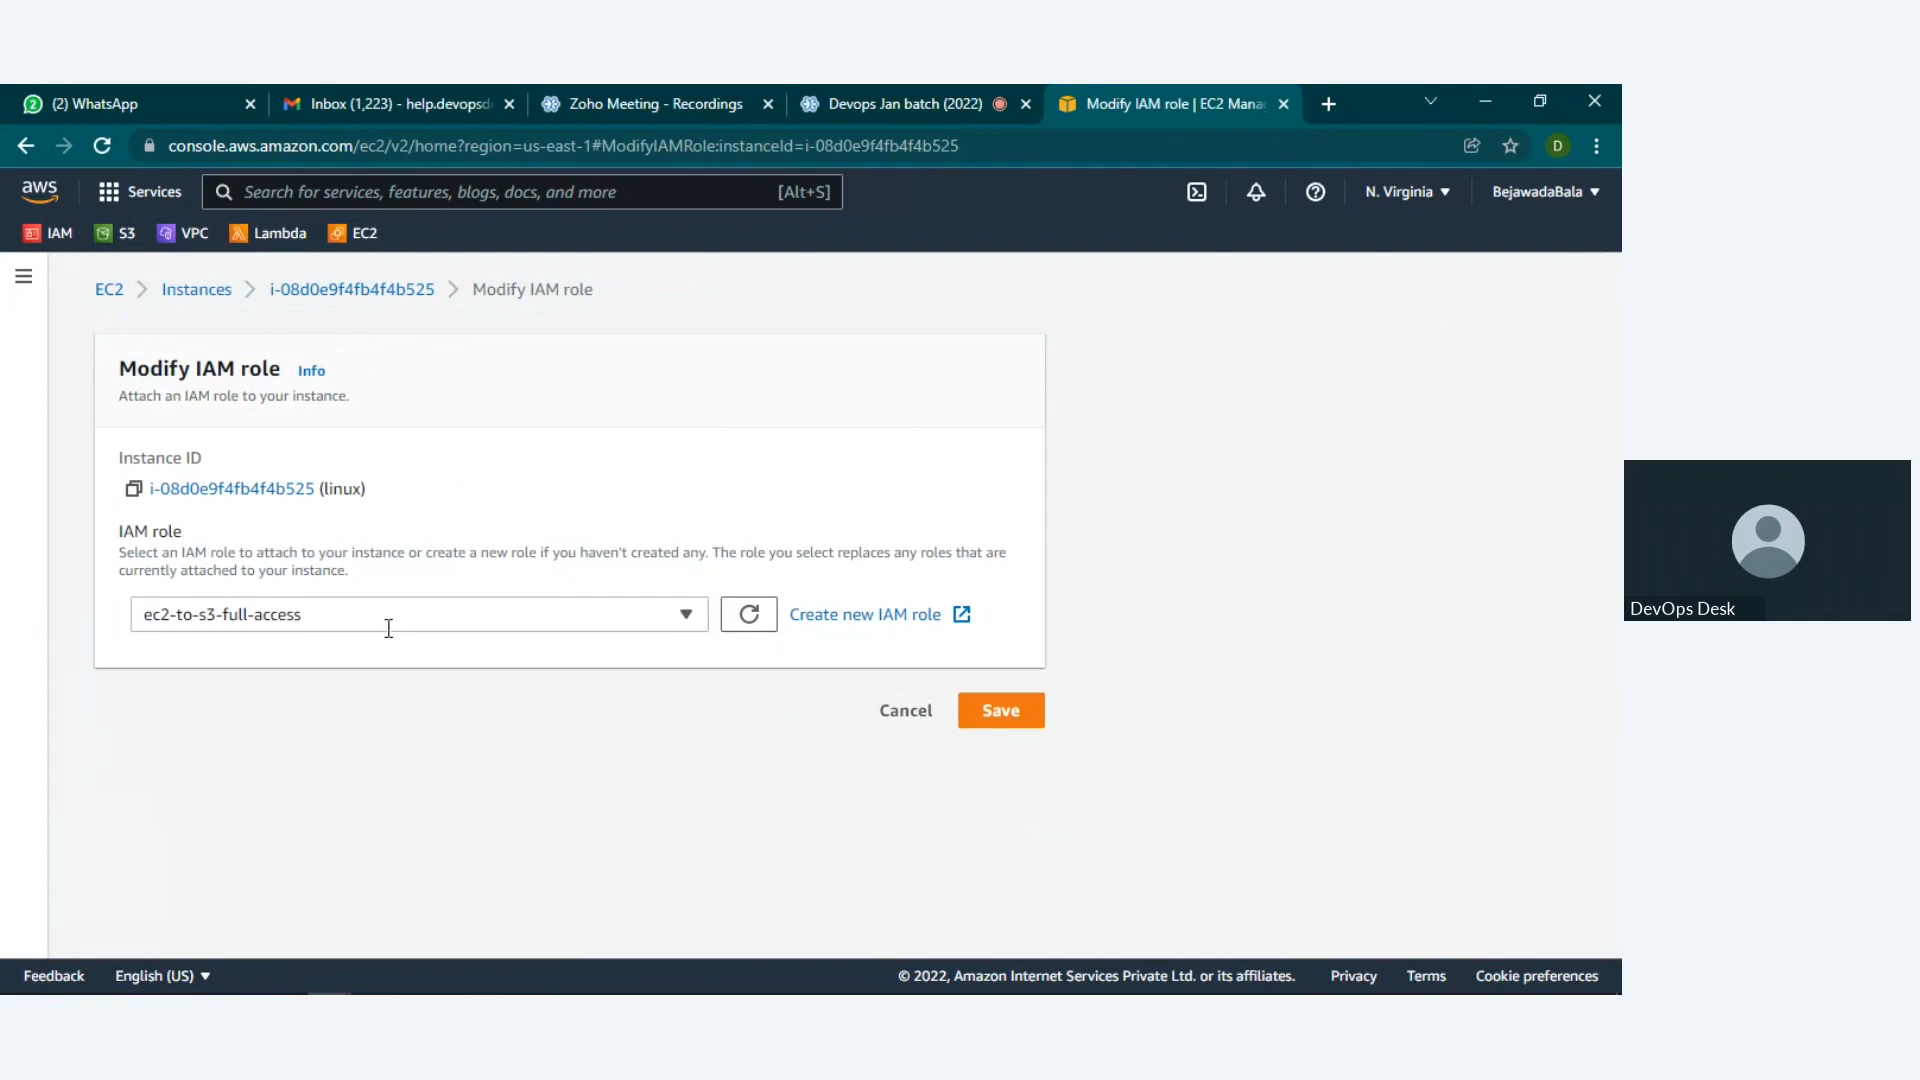 (2) WhatsApp
Inbox (1,223) - help.devopsd
Zoho Meeting - Recordings
Devops Jan batch (2022)
Modify IAM role | EC2 Mana
console.aws.amazon.com/ec2/v2/home?region=us-east-1#ModifyIAMRole:instanceId=i-08d0e9f4fb4f4b525
D
aws
Services
Search for services, features, blogs, docs, and more
[Alt+S]
N. Virginia
BejawadaBala
IAM
S3
VPC
Lambda
EC2
EC2
Instances
i-08d0e9f4fb4f4b525
Modify IAM role
Modify IAM role
Info
Attach an IAM role to your instance.
Instance ID
i-08d0e9f4fb4f4b525 (linux)
IAM role
Select an IAM role to attach to your instance or create a new role if you haven't created any. The role you select replaces any roles that are
currently attached to your instance.
ec2-to-s3-full-access
Create new IAM role
Cancel
Save
DevOps Desk
Feedback
English (US)
© 2022, Amazon Internet Services Private Ltd. or its affiliates.
Privacy
Terms
Cookie preferences